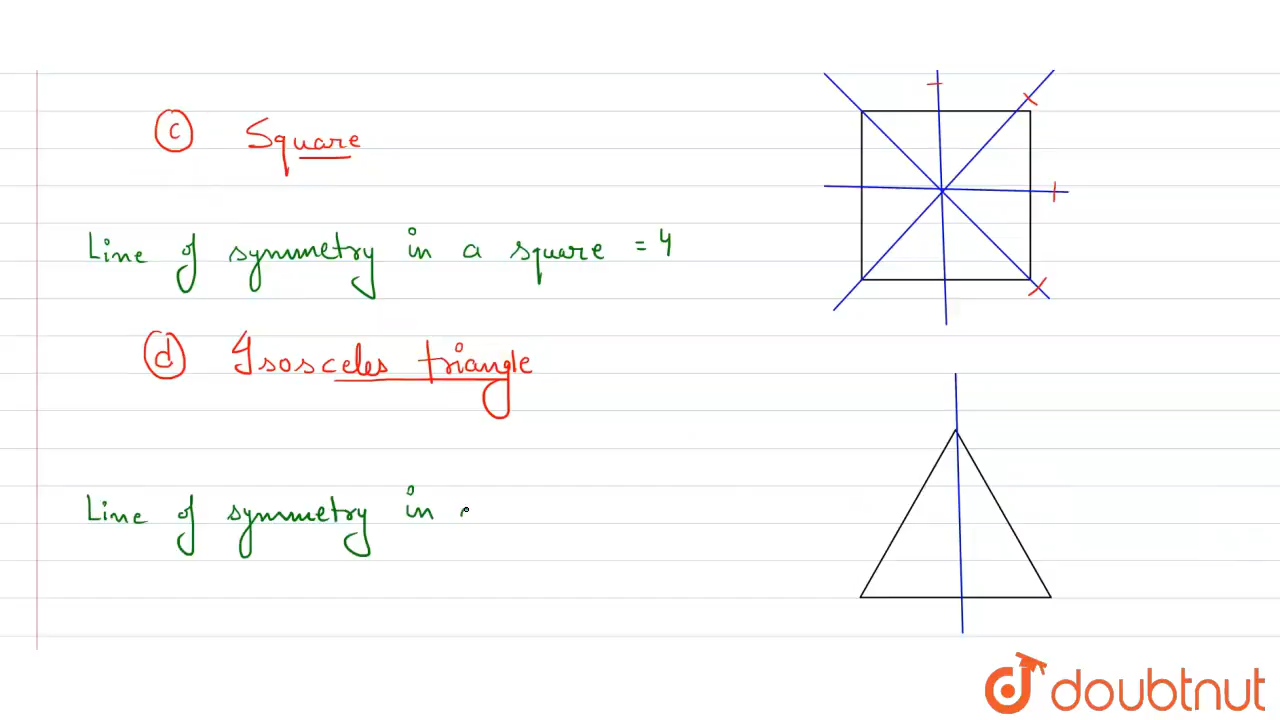 c Square
Line of symmetry in a square = 4
d Isosceles triangle
Line of symmetry in
doubtnut